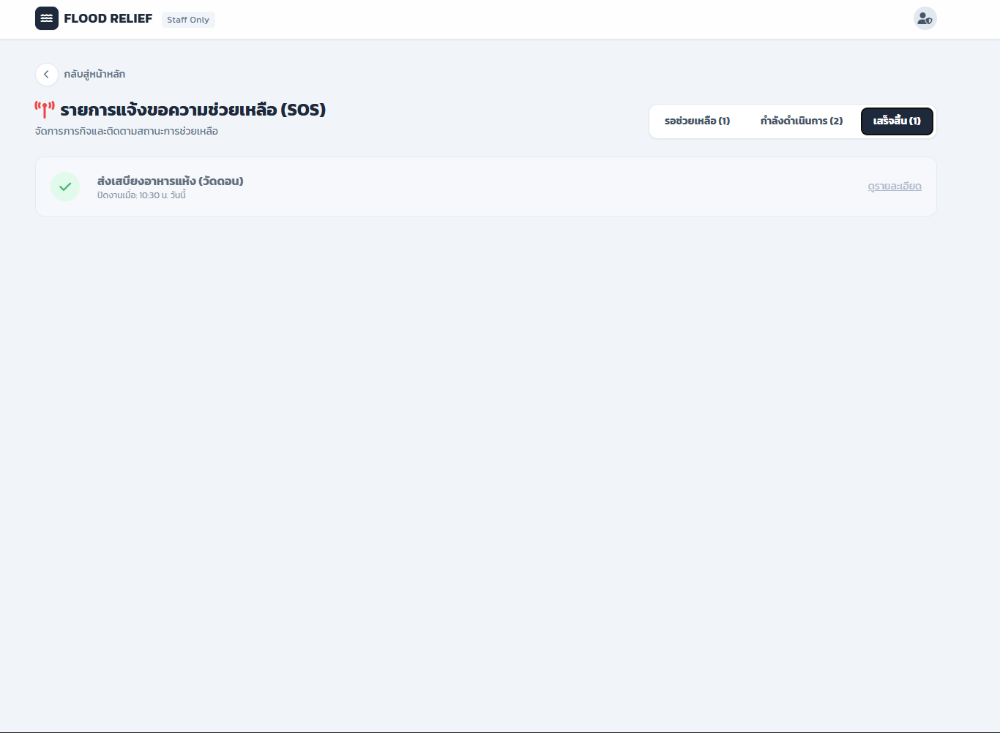 FLOOD RELIEF Staff Only
กลับสู่หน้าหลัก
รายการแจ้งขอความช่วยเหลือ (SOS)
จัดการภารกิจและติดตามสถานะการช่วยเหลือ
รอช่วยเหลือ (1) กำลังดำเนินการ (2) เสร็จสิ้น (1)
ส่งเสบียงอาหารแห้ง (วัดดอน)
ปิดงานเมื่อ: 10:30 น. วันนี้
ดูรายละเอียด